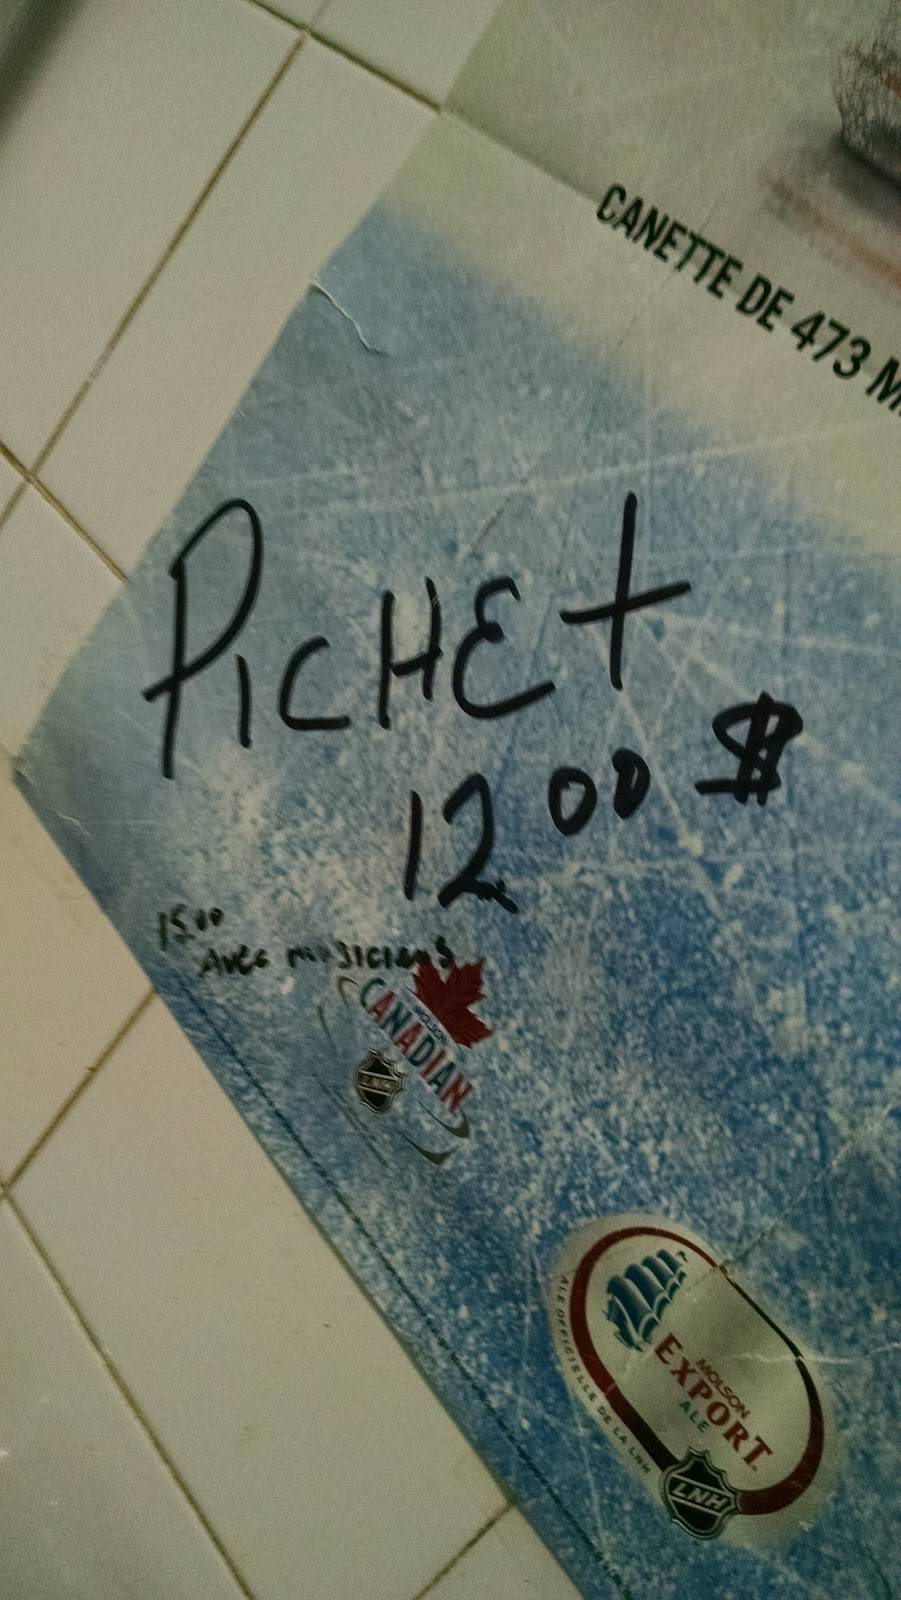 CANETTE DE 473
PICHET
12.00 $
15.00
Avec musiciens
MOLSON
CANADIAN
LNH
MOLSON
EXPORT
ALE
ALE OFFICIELLE DE LA LNH
LNH